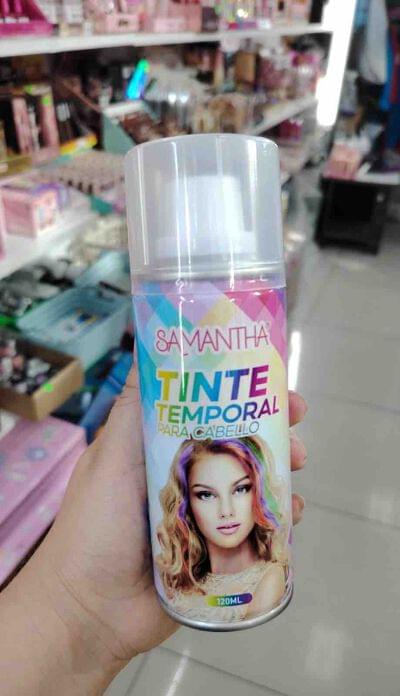 SAMANTHA
TINTE
TEMPORAL
PARA CABELLO
120ML